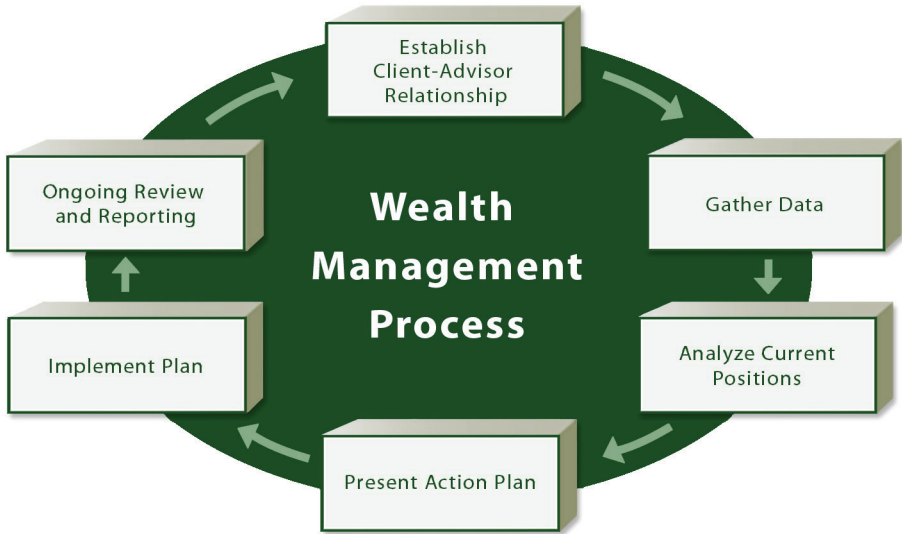 Establish
Client-Advisor
Relationship
Gather Data
Analyze Current
Positions
Present Action Plan
Implement Plan
Ongoing Review
and Reporting
Wealth
Management
Process